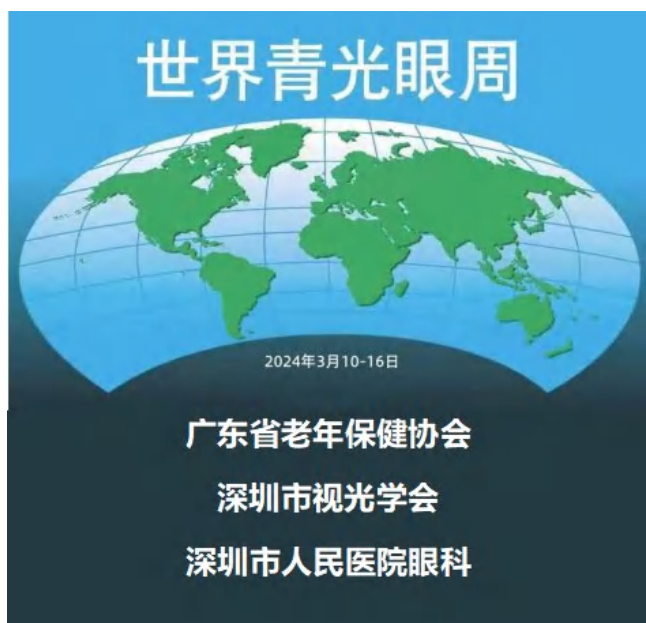 世界青光眼周
2024年3月10-16日
广东省老年保健协会
深圳市视光学会
深圳市人民医院眼科